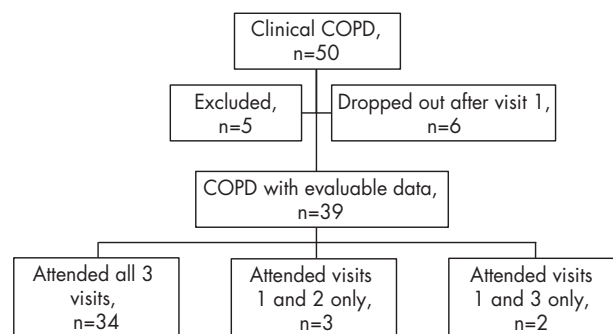 Clinical COPD,
n=50
Excluded,
n=5
Dropped out after visit 1,
n=6
COPD with evaluable data,
n=39
Attended all 3
visits,
n=34
Attended visits
1 and 2 only,
n=3
Attended visits
1 and 3 only,
n=2